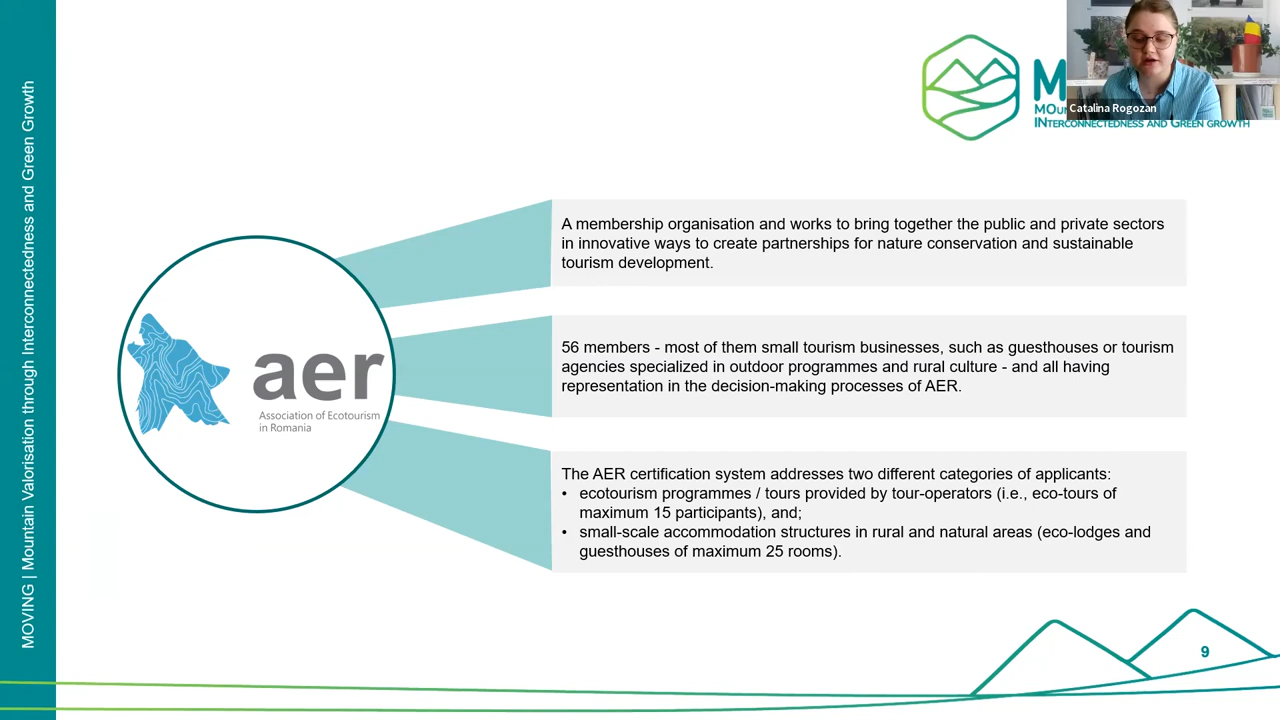 MOVING | Mountain Valorisation through Interconnectedness and Green Growth
INTERCONNECTEDNESS AND GREEN GROWTH
Catalina Rogozan
A membership organisation and works to bring together the public and private sectors
in innovative ways to create partnerships for nature conservation and sustainable
tourism development.
aer
Association of Ecotourism
in Romania
56 members - most of them small tourism businesses, such as guesthouses or tourism
agencies specialized in outdoor programmes and rural culture - and all having
representation in the decision-making processes of AER.
The AER certification system addresses two different categories of applicants:
• ecotourism programmes / tours provided by tour-operators (i.e., eco-tours of
maximum 15 participants), and;
• small-scale accommodation structures in rural and natural areas (eco-lodges and
guesthouses of maximum 25 rooms).
9